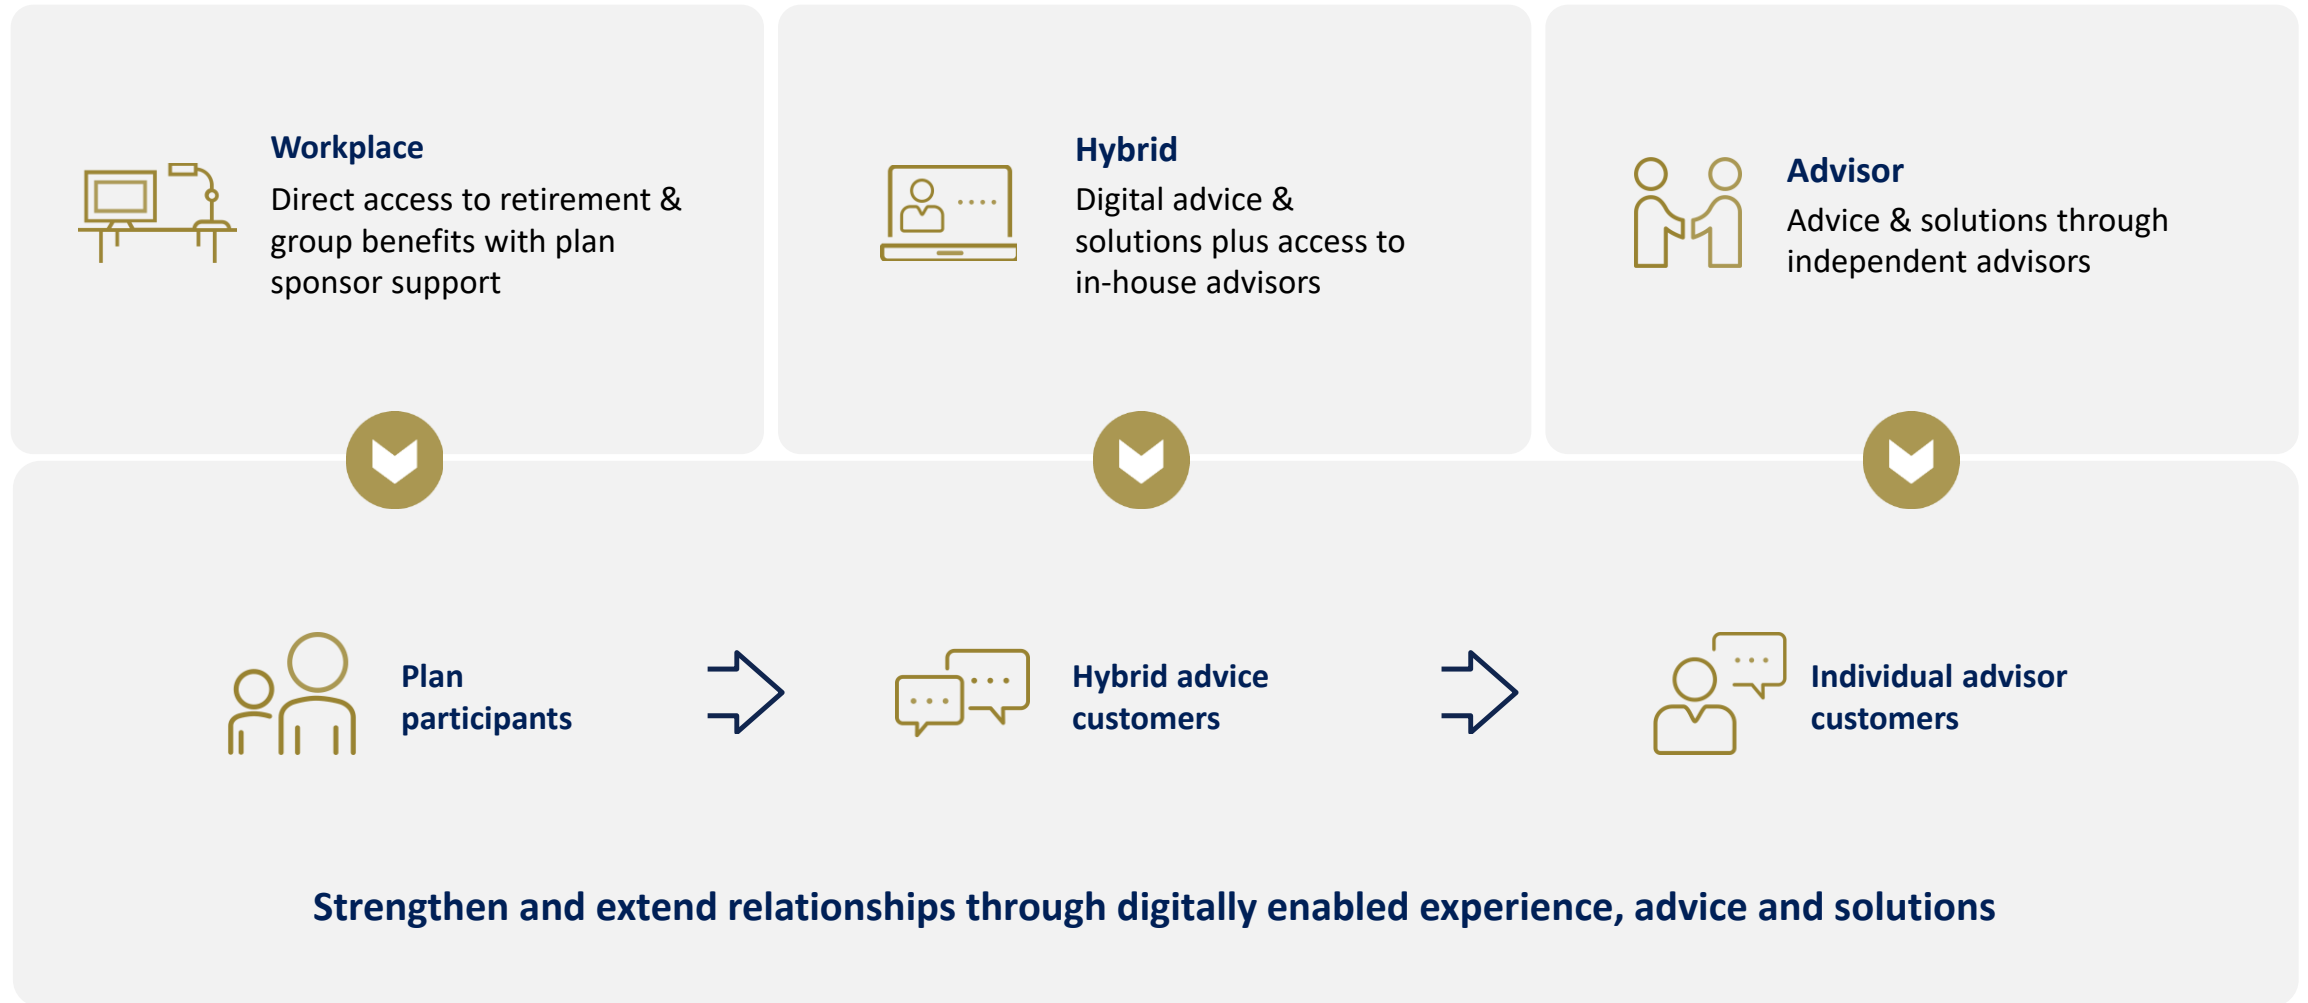 Workplace
Direct access to retirement &
group benefits with plan
sponsor support
Hybrid
Digital advice &
solutions plus access to
in-house advisors
Advisor
Advice & solutions through
independent advisors
Plan
participants
Hybrid advice
customers
Individual advisor
customers
Strengthen and extend relationships through digitally enabled experience, advice and solutions